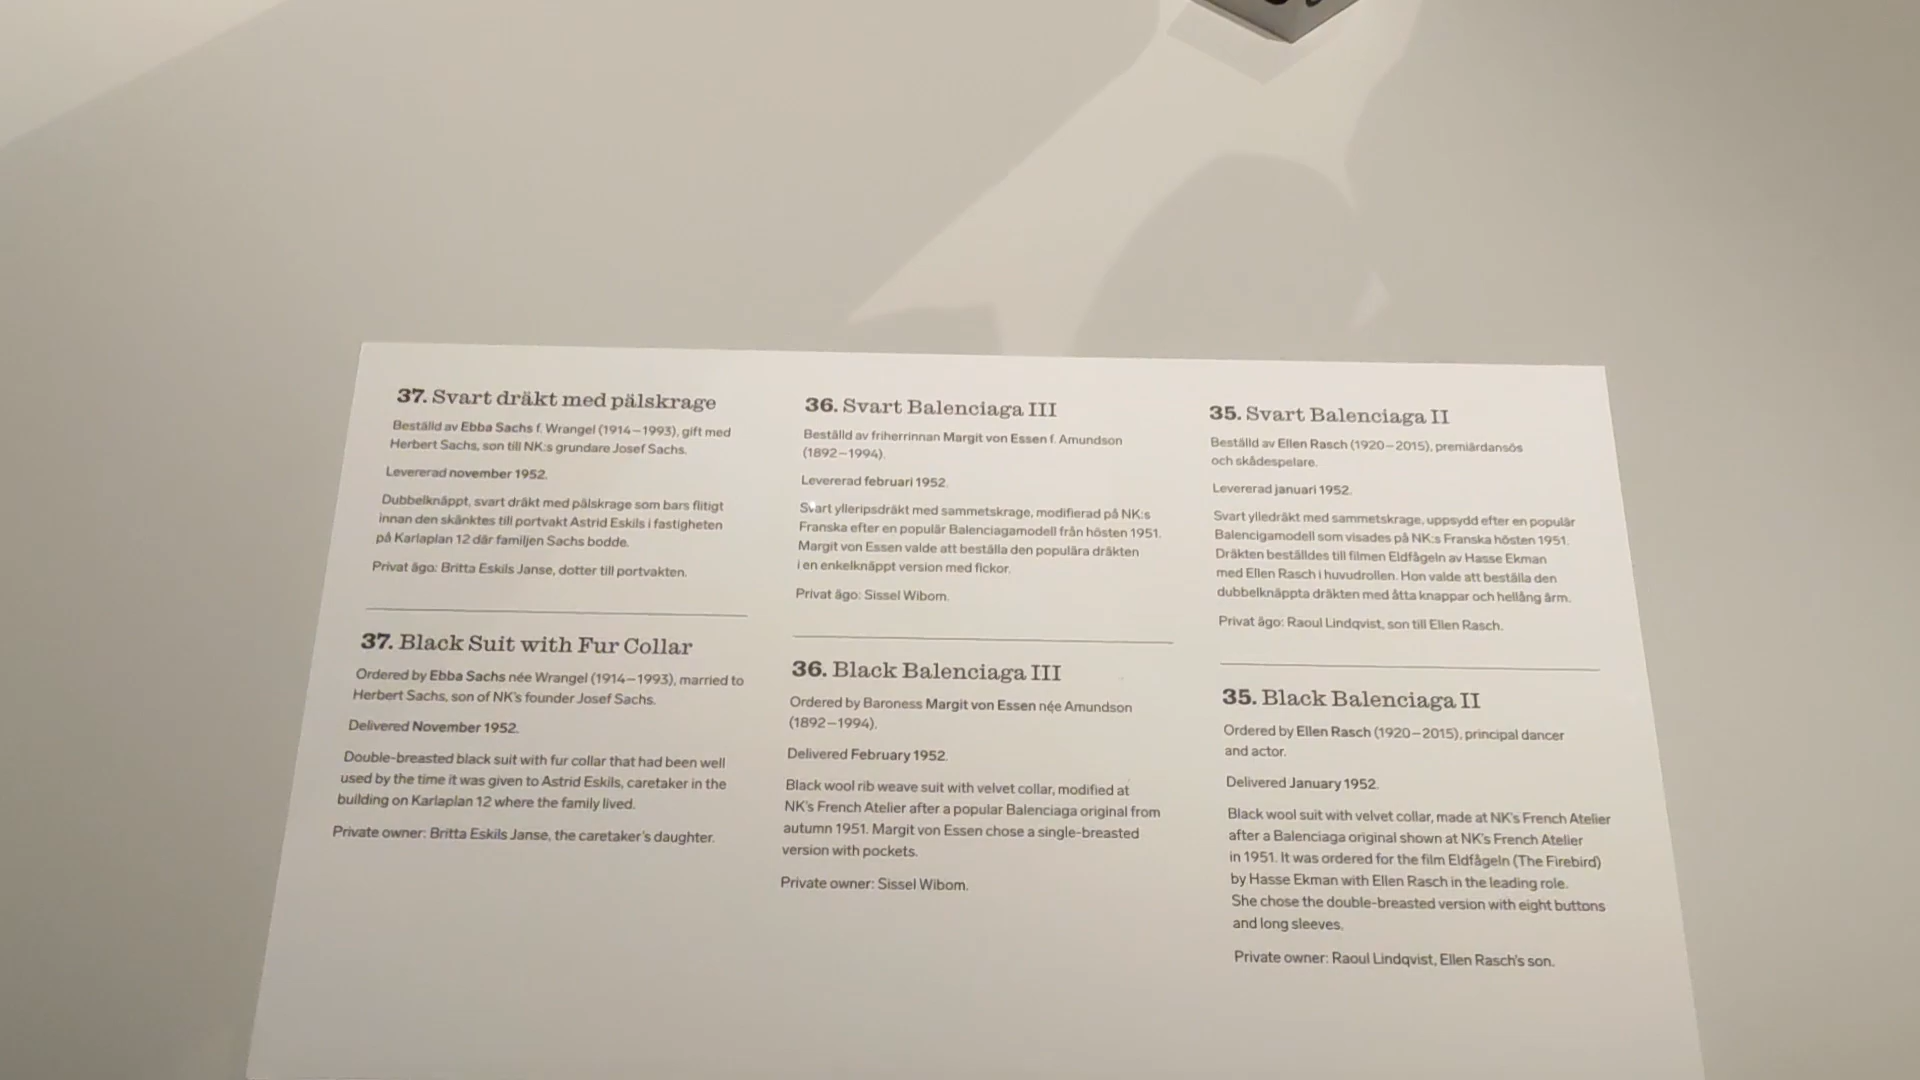 37. Svart dräkt med pälskrage
Beställd av Ebba Sachs f. Wrangel (1914–1993), gift med
Herbert Sachs, son till NK:s grundare Josef Sachs.
Levererad november 1952.
Dubbelknäppt, svart dräkt med pälskrage som bars flitigt
innan den skänktes till portvakt Astrid Eskils i fastigheten
på Karlaplan 12 där familjen Sachs bodde.
Privat ägo: Britta Eskils Janse, dotter till portvakten.
37. Black Suit with Fur Collar
Ordered by Ebba Sachs née Wrangel (1914–1993), married to
Herbert Sachs, son of NK's founder Josef Sachs.
Delivered November 1952.
Double-breasted black suit with fur collar that had been well
used by the time it was given to Astrid Eskils, caretaker in the
building on Karlaplan 12 where the family lived.
Private owner: Britta Eskils Janse, the caretaker's daughter.
36. Svart Balenciaga III
Beställd av friherrinnan Margit von Essen f. Amundson
(1892–1994).
Levererad februari 1952.
Svart ylleripsdräkt med sammetskrage, modifierad på NK:s
Franska efter en populär Balenciagamodell från hösten 1951.
Margit von Essen valde att beställa den populära dräkten
i en enkelknäppt version med fickor.
Privat ägo: Sissel Wibom.
36. Black Balenciaga III
Ordered by Baroness Margit von Essen née Amundson
(1892–1994).
Delivered February 1952.
Black wool rib weave suit with velvet collar, modified at
NK's French Atelier after a popular Balenciaga original from
autumn 1951. Margit von Essen chose a single-breasted
version with pockets.
Private owner: Sissel Wibom.
35. Svart Balenciaga II
Beställd av Ellen Rasch (1920–2015), premiärdansös
och skådespelare.
Levererad januari 1952.
Svart ylledräkt med sammetskrage, uppsydd efter en populär
Balencigamodell som visades på NK:s Franska hösten 1951.
Dräkten beställdes till filmen Eldfågeln av Hasse Ekman
med Ellen Rasch i huvudrollen. Hon valde att beställa den
dubbelknäppta dräkten med åtta knappar och hellång ärm.
Privat ägo: Raoul Lindqvist, son till Ellen Rasch.
35. Black Balenciaga II
Ordered by Ellen Rasch (1920–2015), principal dancer
and actor.
Delivered January 1952.
Black wool suit with velvet collar, made at NK's French Atelier
after a Balenciaga original shown at NK's French Atelier
in 1951. It was ordered for the film Eldfågeln (The Firebird)
by Hasse Ekman with Ellen Rasch in the leading role.
She chose the double-breasted version with eight buttons
and long sleeves.
Private owner: Raoul Lindqvist, Ellen Rasch's son.